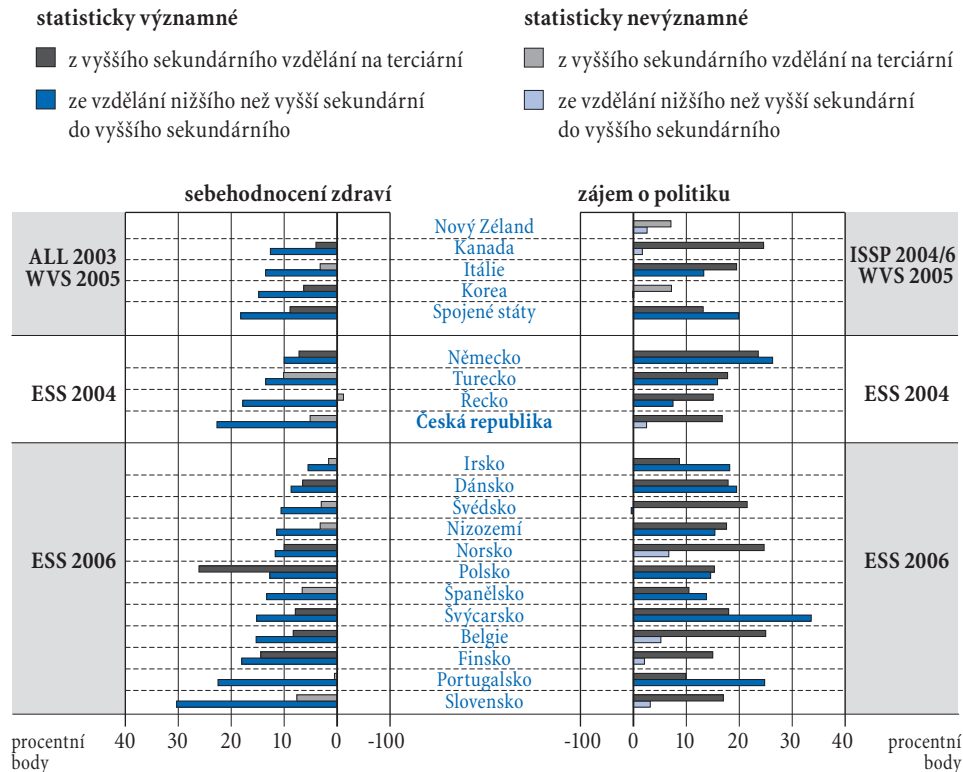 statisticky významné
z vyššího sekundárního vzdělání na terciární
ze vzdělání nižšího než vyšší sekundární
do vyššího sekundárního
statisticky nevýznamné
z vyššího sekundárního vzdělání na terciární
ze vzdělání nižšího než vyšší sekundární
do vyššího sekundárního
sebehodnocení zdraví
zájem o politiku
ALL 2003
WVS 2005
Nový Zéland
Kanada
Itálie
Korea
Spojené státy
ISSP 2004/6
WVS 2005
ESS 2004
Německo
Turecko
Řecko
Česká republika
ESS 2004
ESS 2006
Irsko
Dánsko
Švédsko
Nizozemí
Norsko
Polsko
Španělsko
Švýcarsko
Belgie
Finsko
Portugalsko
Slovensko
ESS 2006
procentní
body
40 30 20 10 0 -100
-100 0 10 20 30 40
procentní
body